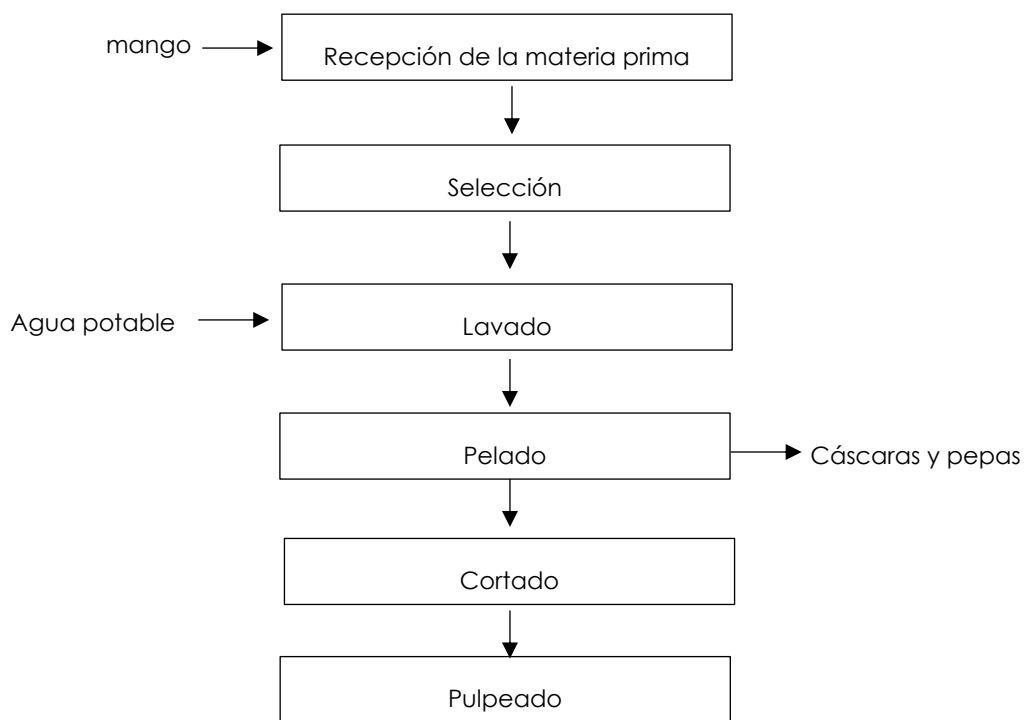 mango
Recepción de la materia prima
Selección
Agua potable
Lavado
Pelado
Cáscaras y pepas
Cortado
Pulpeado